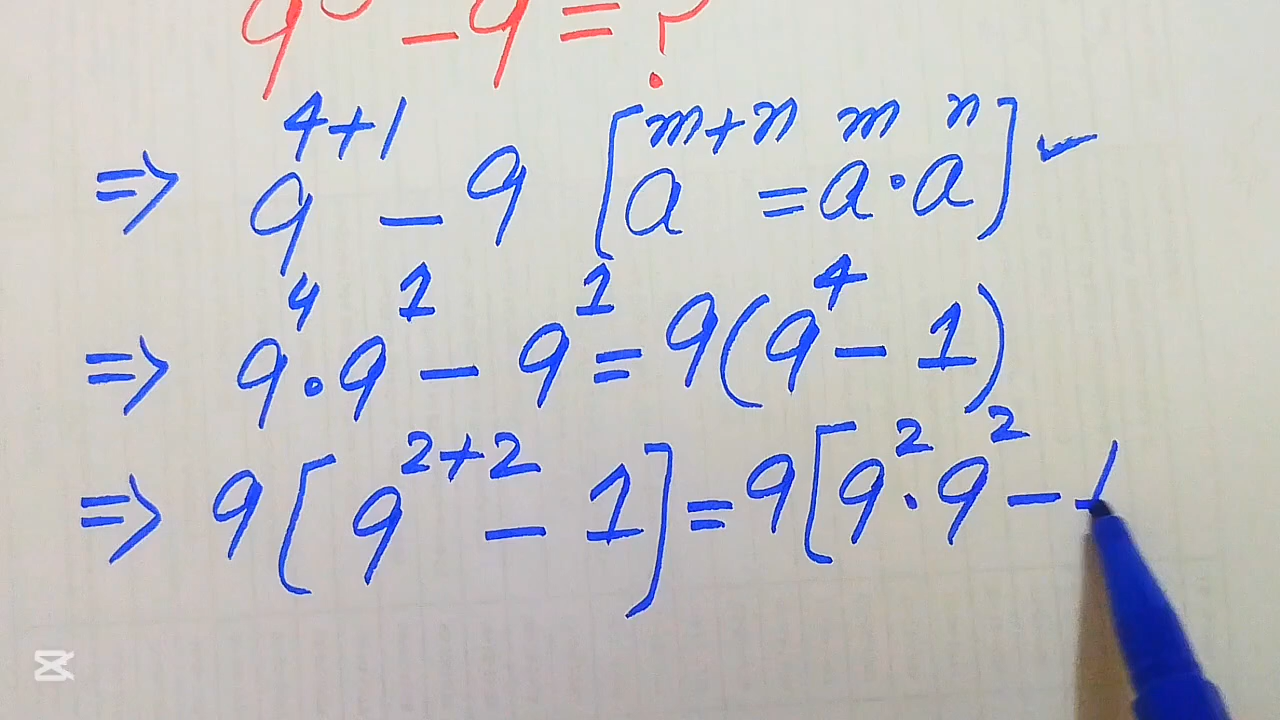 9⁵ - 9 = ?
=> 9⁴⁺¹ - 9 [aᵐ⁺ⁿ = aᵐ·aⁿ] ✓
=> 9⁴·9¹ - 9¹ = 9(9⁴ - 1)
=> 9[9²⁺² - 1] = 9[9²·9² - 1